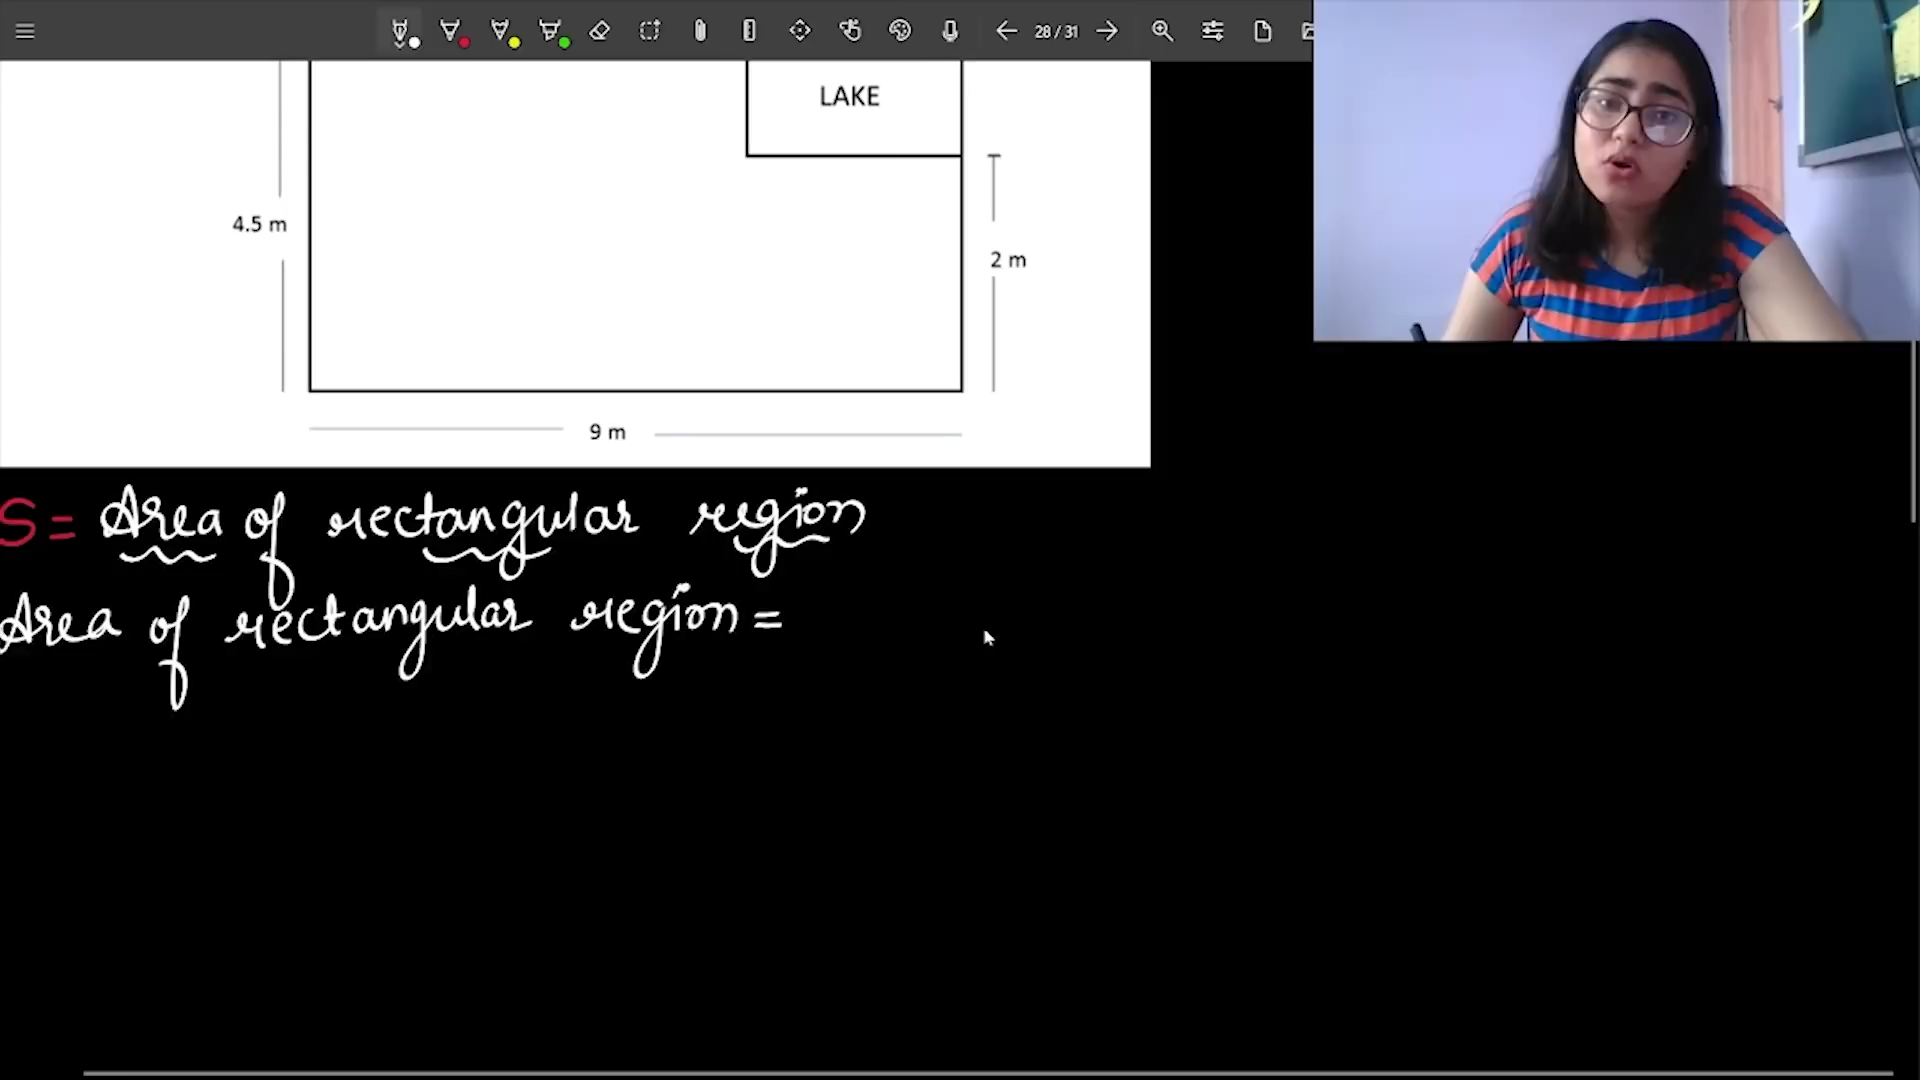 28 / 31
LAKE
4.5 m
2 m
9 m
S = Area of rectangular region
Area of rectangular region =